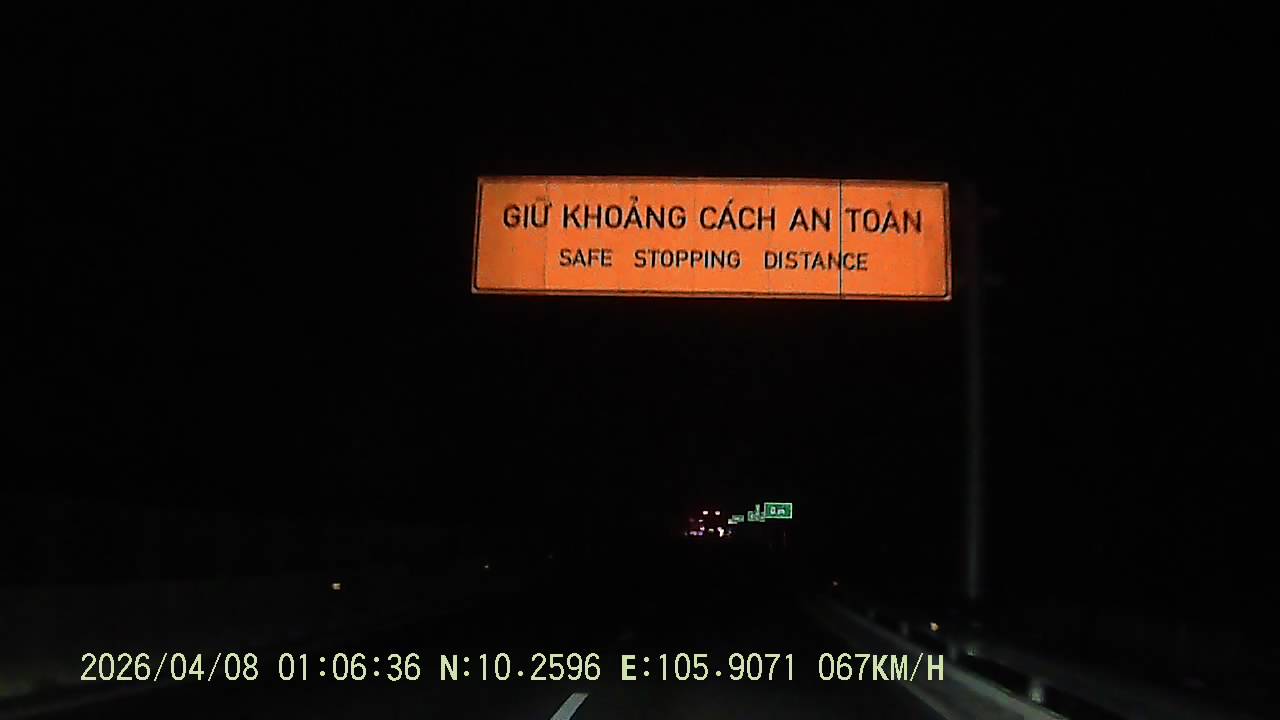 GIỮ KHOẢNG CÁCH AN TOÀN
SAFE STOPPING DISTANCE
0 m
2026/04/08 01:06:36 N:10.2596 E:105.9071 067KM/H